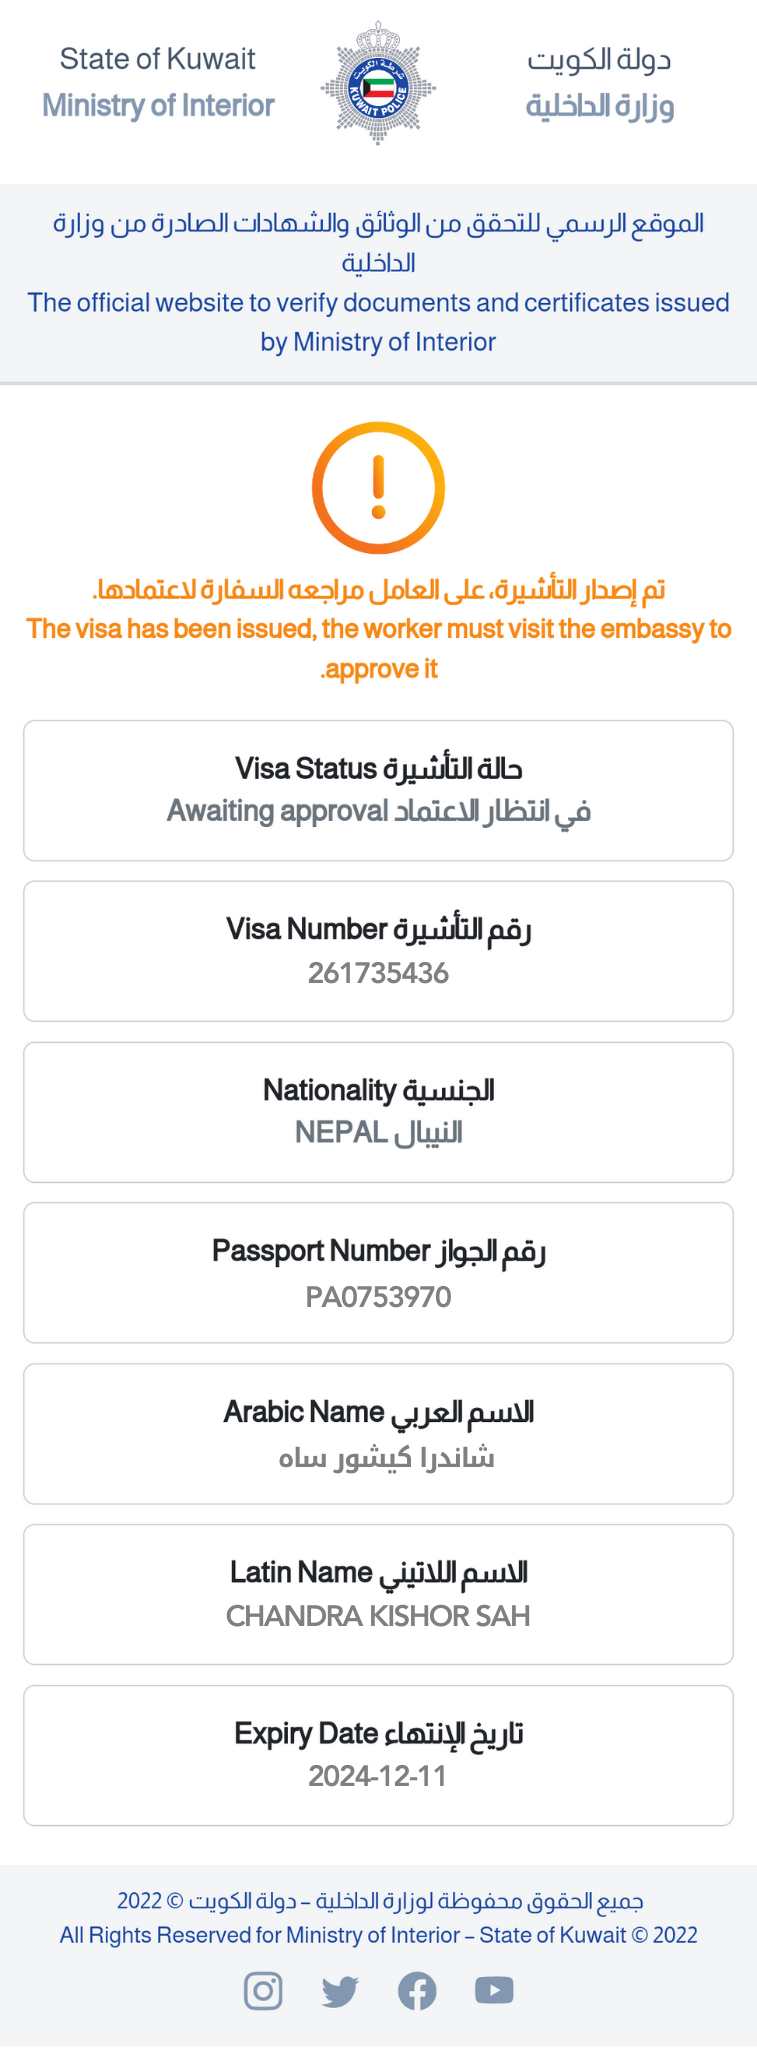 State of Kuwait
Ministry of Interior
شرطة الكويت
KUWAIT POLICE
دولة الكويت
وزارة الداخلية
الموقع الرسمي للتحقق من الوثائق والشهادات الصادرة من وزارة
الداخلية
The official website to verify documents and certificates issued
by Ministry of Interior
تم إصدار التأشيرة، على العامل مراجعه السفارة لاعتمادها.
The visa has been issued, the worker must visit the embassy to
.approve it
Visa Status حالة التأشيرة
Awaiting approval في انتظار الاعتماد
Visa Number رقم التأشيرة
261735436
Nationality الجنسية
NEPAL النيبال
Passport Number رقم الجواز
PA0753970
Arabic Name الاسم العربي
شاندرا كيشور ساه
Latin Name الاسم اللاتيني
CHANDRA KISHOR SAH
Expiry Date تاريخ الإنتهاء
2024-12-11
جميع الحقوق محفوظة لوزارة الداخلية – دولة الكويت © 2022
All Rights Reserved for Ministry of Interior – State of Kuwait © 2022